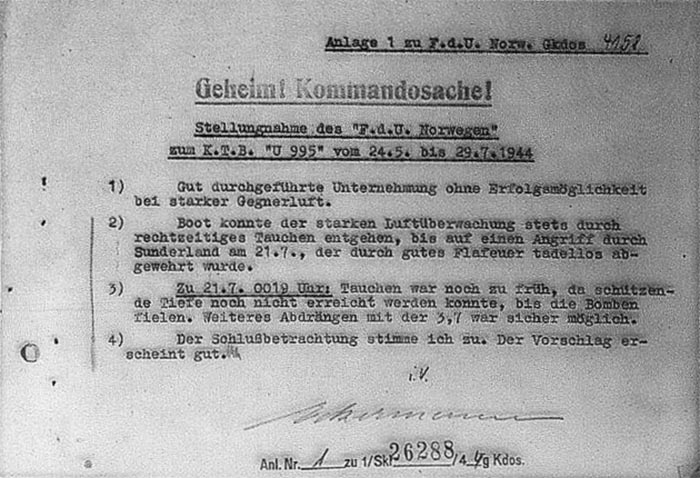 Anlage 1 zu F.d.U. Norw. Gkdos 4158
Geheim! Kommandosache!
Stellungnahme des "F.d.U. Norwegen"
zum K.T.B. "U 995" vom 24.5. bis 29.7.1944
1) Gut durchgeführte Unternehmung ohne Erfolgsmöglichkeit
bei starker Gegnerluft.
2) Boot konnte der starken Luftüberwachung stets durch
rechtzeitiges Tauchen entgehen, bis auf einen Angriff durch
Sunderland am 21.7., der durch gutes Flafeuer tadellos ab-
gewehrt wurde.
3) Zu 21.7. 0019 Uhr: Tauchen war noch zu früh, da schützen-
de Tiefe noch nicht erreicht werden konnte, bis die Bomben
fielen. Weiteres Abdrängen mit der 3,7 war sicher möglich.
4) Der Schlußbetrachtung stimme ich zu. Der Vorschlag er-
scheint gut.
i.V.
Anl. Nr. 1 zu 1/Skl 26288/44 g Kdos.